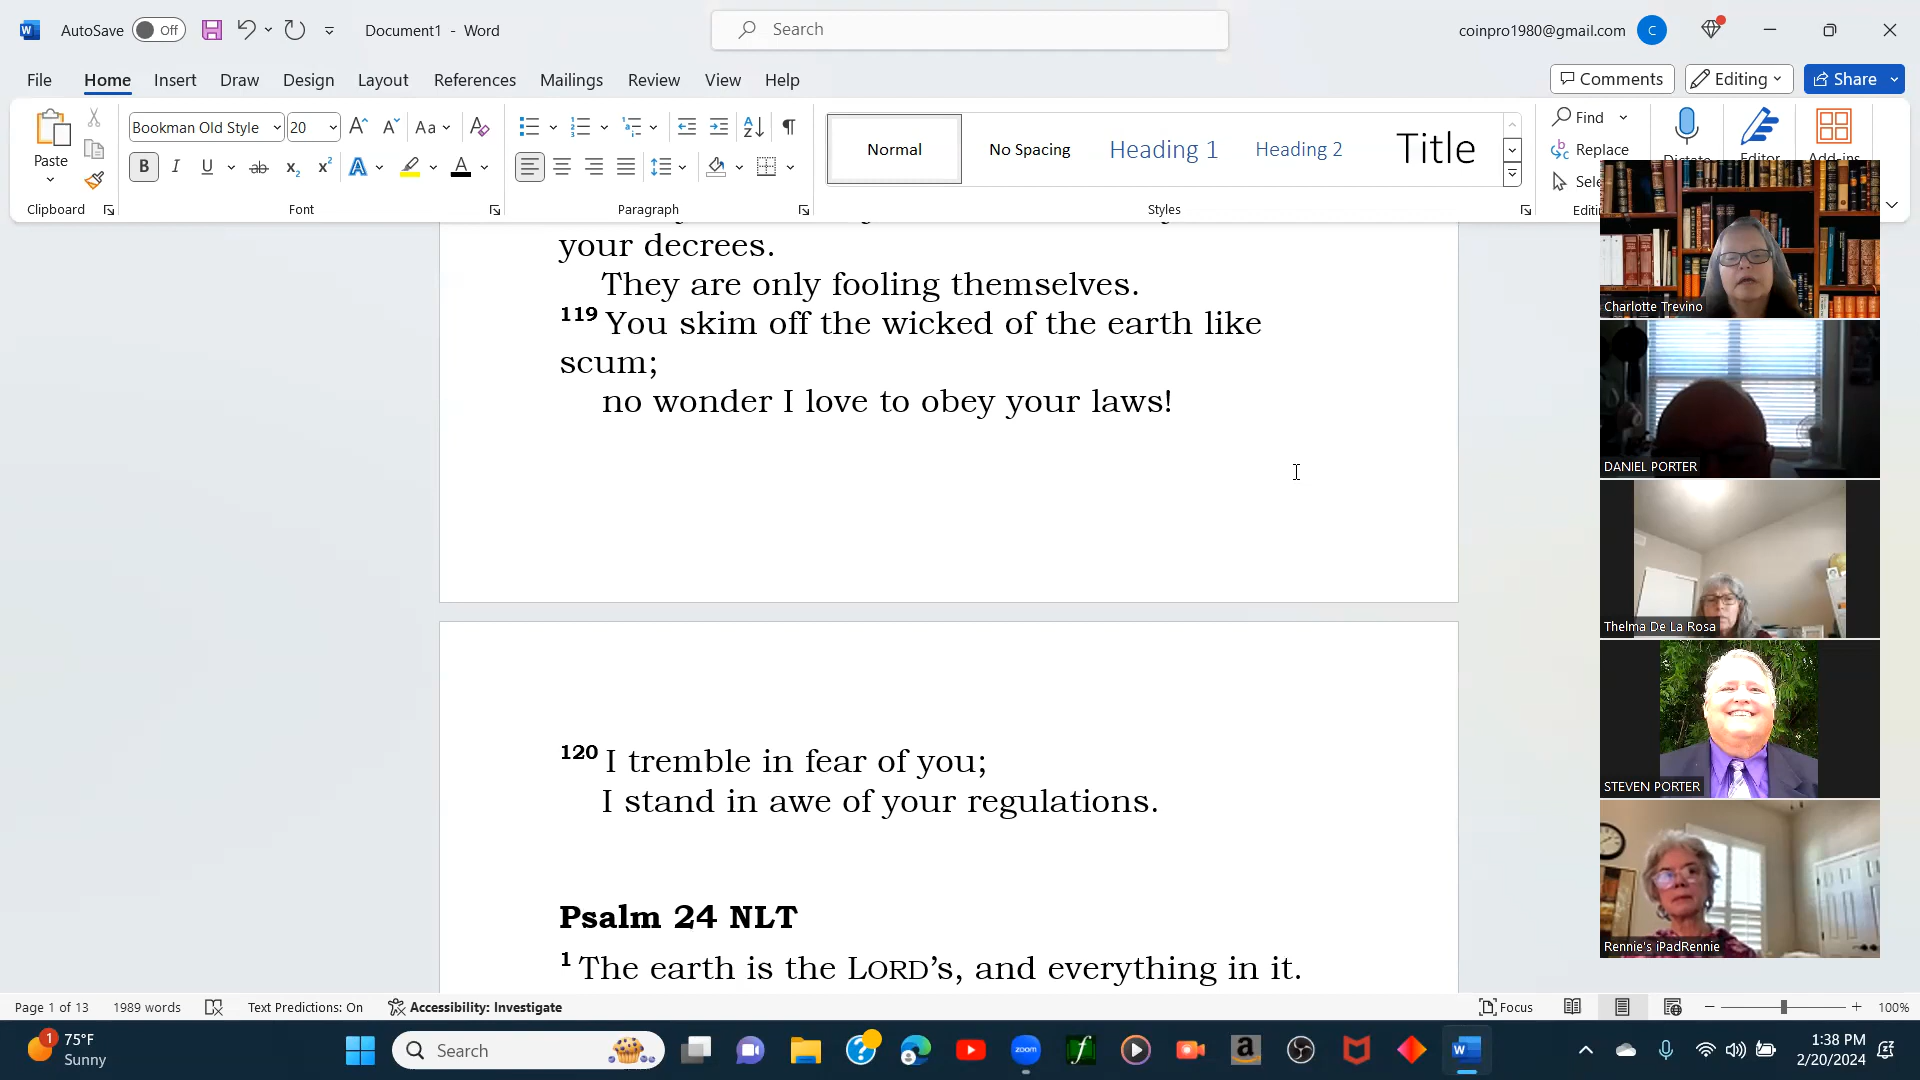 AutoSave Off Document1 - Word Search coinpro1980@gmail.com C
File Home Insert Draw Design Layout References Mailings Review View Help Comments Editing Share
Paste Bookman Old Style 20 Aa Normal No Spacing Heading 1 Heading 2 Title Find
Replace
Clipboard Font Paragraph Styles
your decrees.
They are only fooling themselves.
119 You skim off the wicked of the earth like
scum;
no wonder I love to obey your laws!
120 I tremble in fear of you;
I stand in awe of your regulations.
Psalm 24 NLT
1 The earth is the LORD’s, and everything in it.
Charlotte Trevino
DANIEL PORTER
Thelma De La Rosa
STEVEN PORTER
Rennie's iPadRennie
Page 1 of 13 1989 words Text Predictions: On Accessibility: Investigate Focus 100%
1 75°F
Sunny
Search
zoom
1:38 PM
2/20/2024